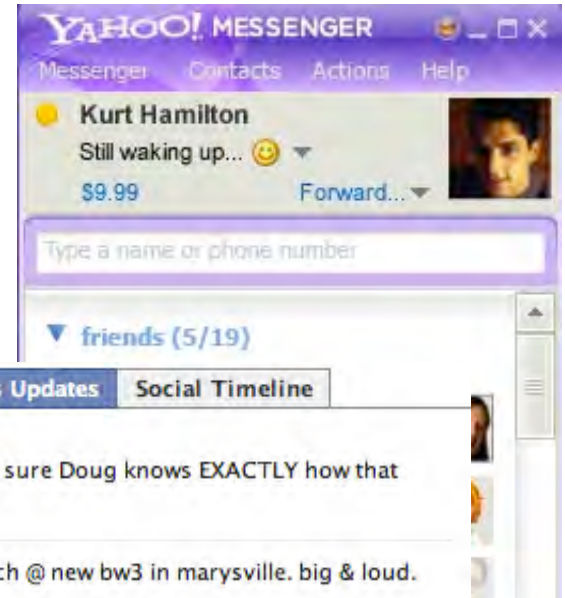 YAHOO! MESSENGER
Messenger Contacts Actions Help
Kurt Hamilton
Still waking up...
$9.99 Forward...
Type a name or phone number
friends (5/19)
Updates Social Timeline
sure Doug knows EXACTLY how that
@ new bw3 in marysville. big & loud.